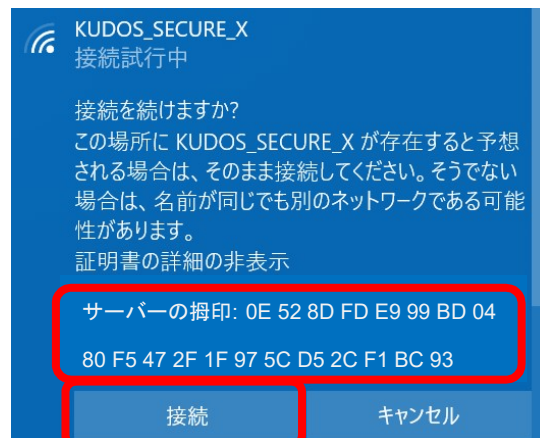 KUDOS_SECURE_X
接続試行中
接続を続けますか?
この場所に KUDOS_SECURE_X が存在すると予想
される場合は、そのまま接続してください。そうでない
場合は、名前が同じでも別のネットワークである可能
性があります。
証明書の詳細の非表示
サーバーの拇印: 0E 52 8D FD E9 99 BD 04
80 F5 47 2F 1F 97 5C D5 2C F1 BC 93
接続 キャンセル